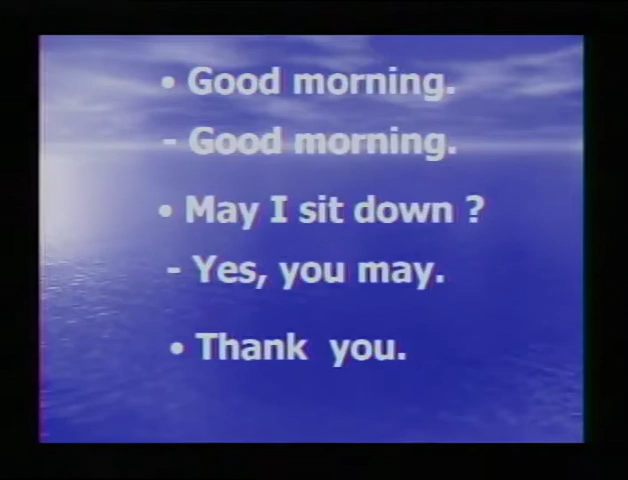 • Good morning.
- Good morning.
• May I sit down ?
- Yes, you may.
• Thank you.